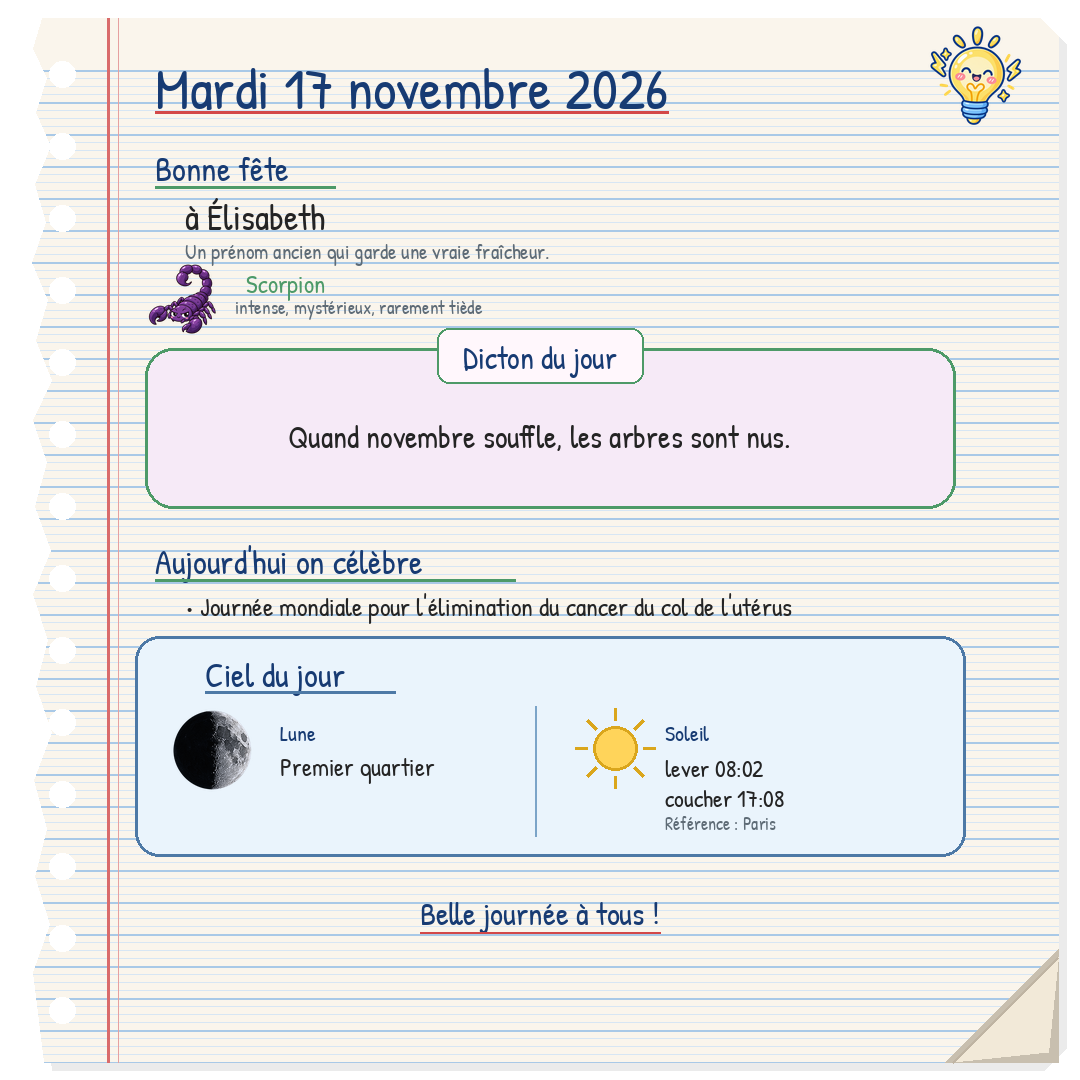 Mardi 17 novembre 2026
Bonne fête
à Élisabeth
Un prénom ancien qui garde une vraie fraîcheur.
Scorpion
intense, mystérieux, rarement tiède
Dicton du jour
Quand novembre souffle, les arbres sont nus.
Aujourd'hui on célèbre
• Journée mondiale pour l'élimination du cancer du col de l'utérus
Ciel du jour
Lune
Premier quartier
Soleil
lever 08:02
coucher 17:08
Référence : Paris
Belle journée à tous !